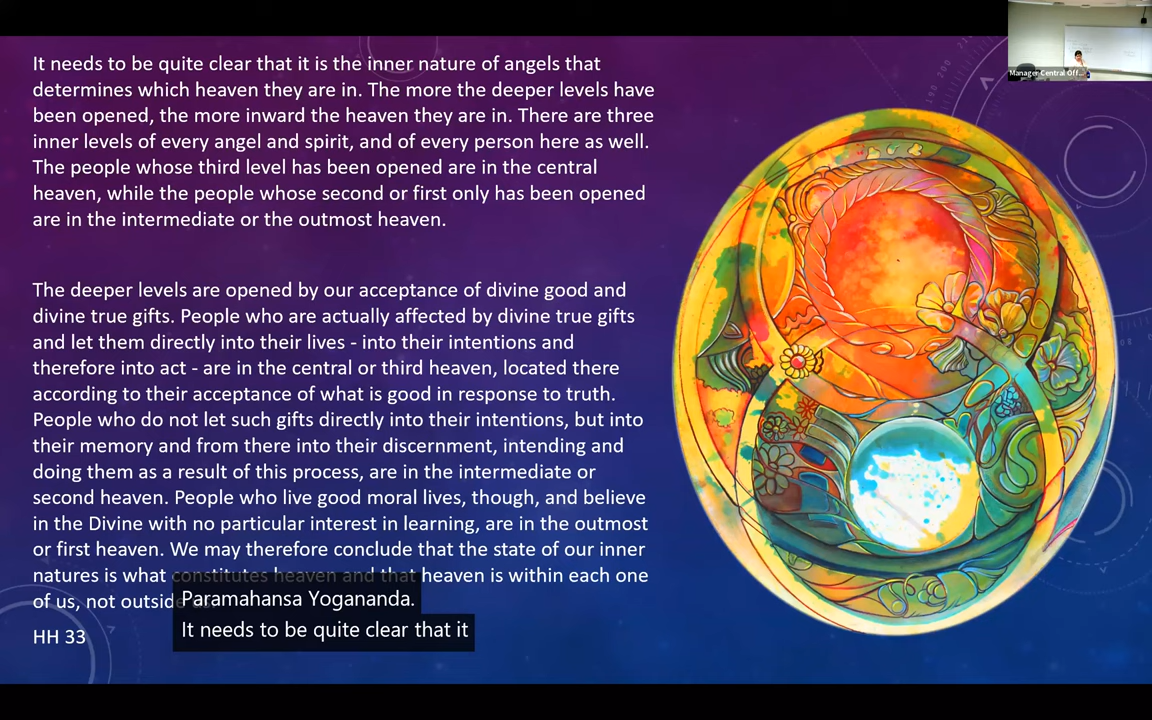 It needs to be quite clear that it is the inner nature of angels that
determines which heaven they are in. The more the deeper levels have
been opened, the more inward the heaven they are in. There are three
inner levels of every angel and spirit, and of every person here as well.
The people whose third level has been opened are in the central
heaven, while the people whose second or first only has been opened
are in the intermediate or the outmost heaven.
The deeper levels are opened by our acceptance of divine good and
divine true gifts. People who are actually affected by divine true gifts
and let them directly into their lives - into their intentions and
therefore into act - are in the central or third heaven, located there
according to their acceptance of what is good in response to truth.
People who do not let such gifts directly into their intentions, but into
their memory and from there into their discernment, intending and
doing them as a result of this process, are in the intermediate or
second heaven. People who live good moral lives, though, and believe
in the Divine with no particular interest in learning, are in the outmost
or first heaven. We may therefore conclude that the state of our inner
natures is what constitutes heaven and that heaven is within each one
of us, not outsid
HH 33
Paramahansa Yogananda.
It needs to be quite clear that it
Manager Central Off...